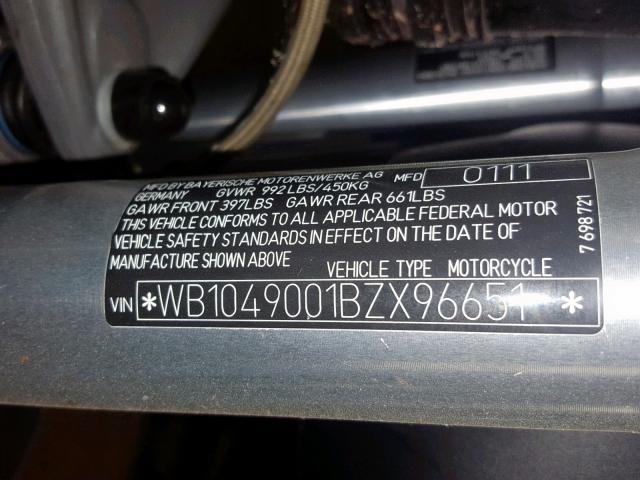 MFD BY BAYERISCHE MOTORENWERKE AG
GERMANY GVWR 992 LBS/450KG MFD 0111
GAWR FRONT 397LBS GAWR REAR 661LBS
THIS VEHICLE CONFORMS TO ALL APPLICABLE FEDERAL MOTOR
VEHICLE SAFETY STANDARDS IN EFFECT ON THE DATE OF
MANUFACTURE SHOWN ABOVE
VEHICLE TYPE MOTORCYCLE
VIN *WB1049001BZX96651 *
7 698 721